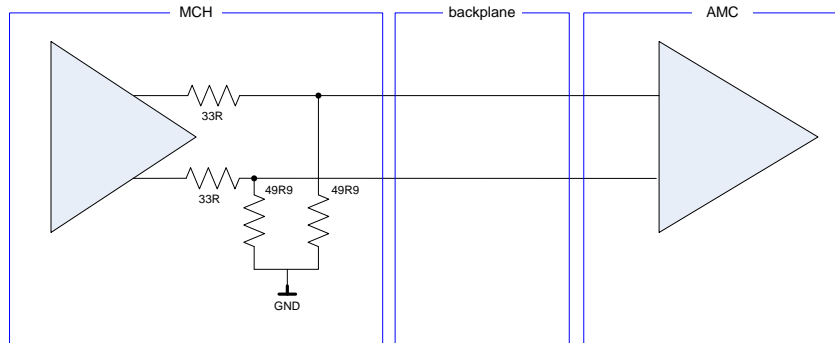 MCH
backplane
AMC
33R
33R
49R9
49R9
GND